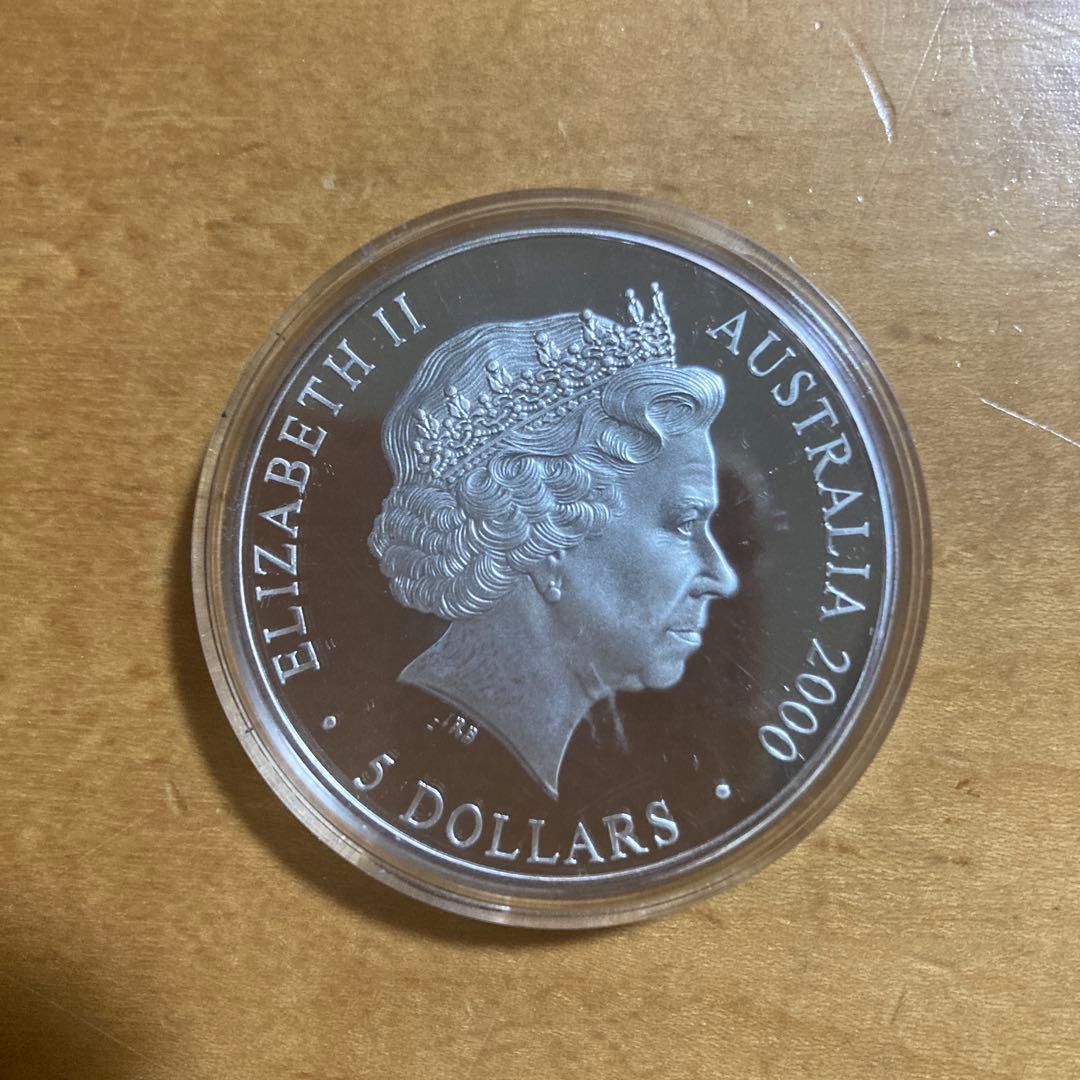 ELIZABETH II
AUSTRALIA 2000
5 DOLLARS
IRB